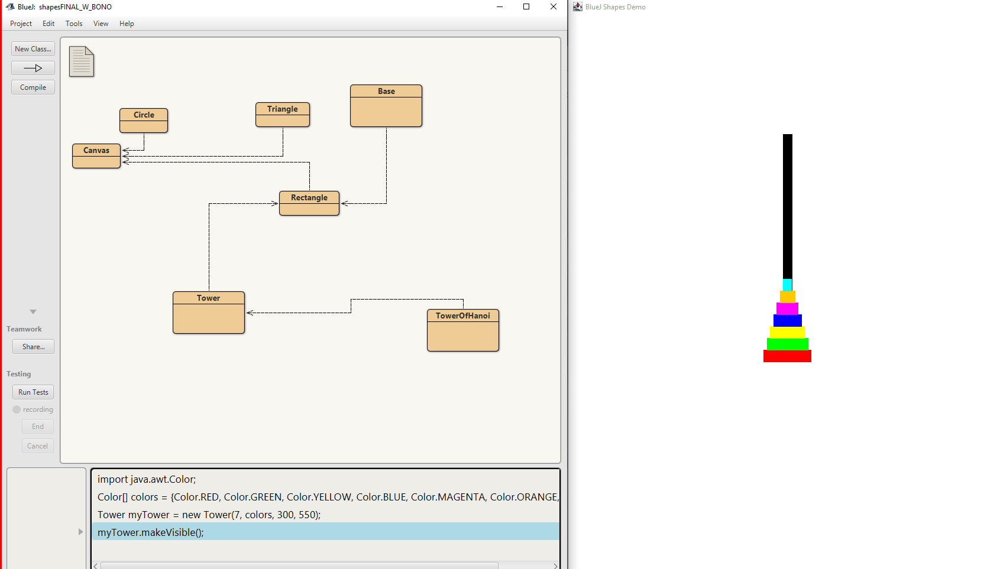 BlueJ: shapesFINAL_W_BONO
Project Edit Tools View Help
New Class...
Compile
Teamwork
Share...
Testing
Run Tests
recording
End
Cancel
Circle
Triangle
Base
Canvas
Rectangle
Tower
TowerOfHanoi
import java.awt.Color;
Color[] colors = {Color.RED, Color.GREEN, Color.YELLOW, Color.BLUE, Color.MAGENTA, Color.ORANGE,
Tower myTower = new Tower(7, colors, 300, 550);
myTower.makeVisible();
BlueJ Shapes Demo